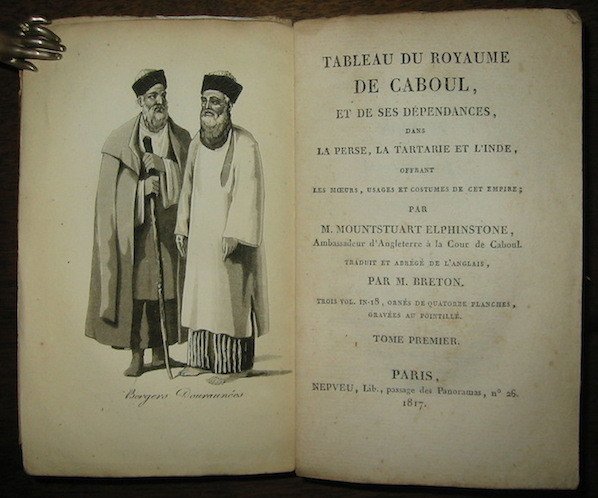 Bergers Douraunées
TABLEAU DU ROYAUME
DE CABOUL,
ET DE SES DÉPENDANCES,
DANS
LA PERSE, LA TARTARIE ET L'INDE,
OFFRANT
LES MŒURS, USAGES ET COSTUMES DE CET EMPIRE;
PAR
M. MOUNTSTUART ELPHINSTONE,
Ambassadeur d'Angleterre à la Cour de Caboul.
TRADUIT ET ABRÉGÉ DE L'ANGLAIS,
PAR M. BRETON.
TROIS VOL. IN-18, ORNÉS DE QUATORZE PLANCHES,
GRAVÉES AU POINTILLÉ.
TOME PREMIER.
PARIS,
NEPVEU, Lib., passage des Panoramas, n° 26.
1817.